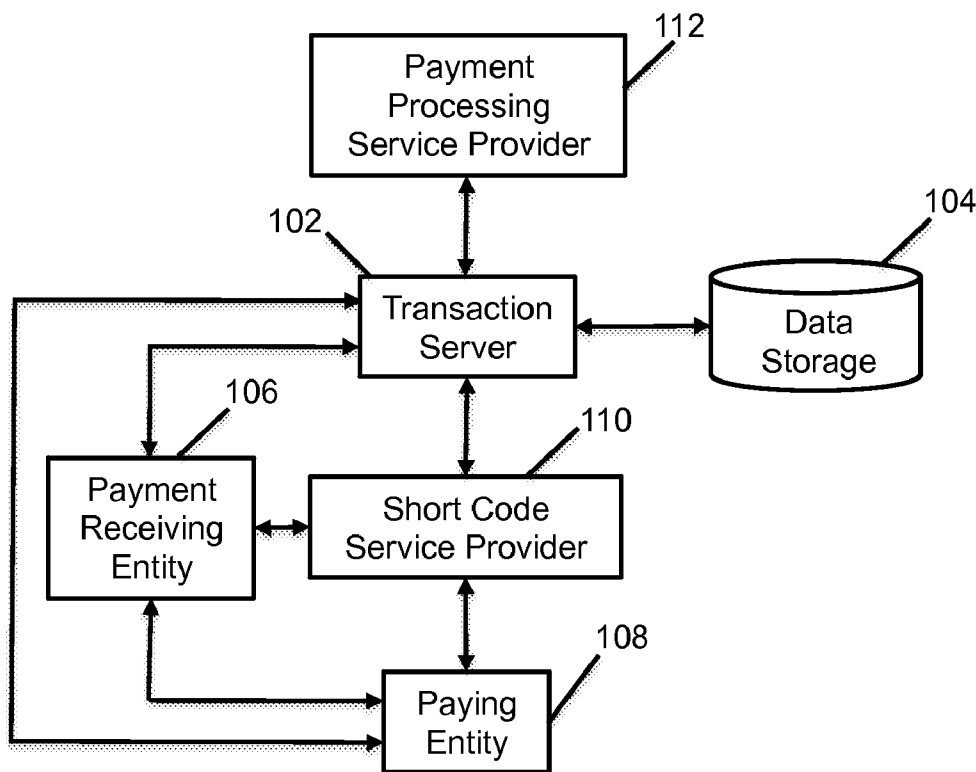 112
Payment
Processing
Service Provider
102
104
Transaction
Server
Data
Storage
106
110
Payment
Receiving
Entity
Short Code
Service Provider
108
Paying
Entity